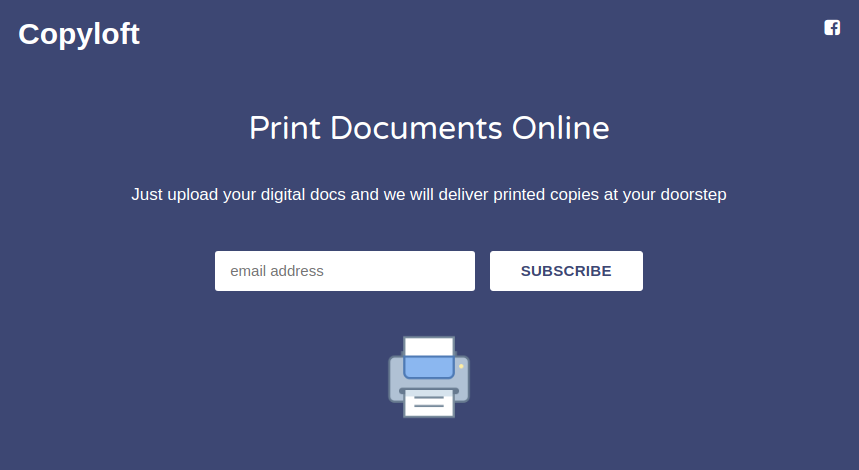 Copyloft
Print Documents Online
Just upload your digital docs and we will deliver printed copies at your doorstep
email address
SUBSCRIBE